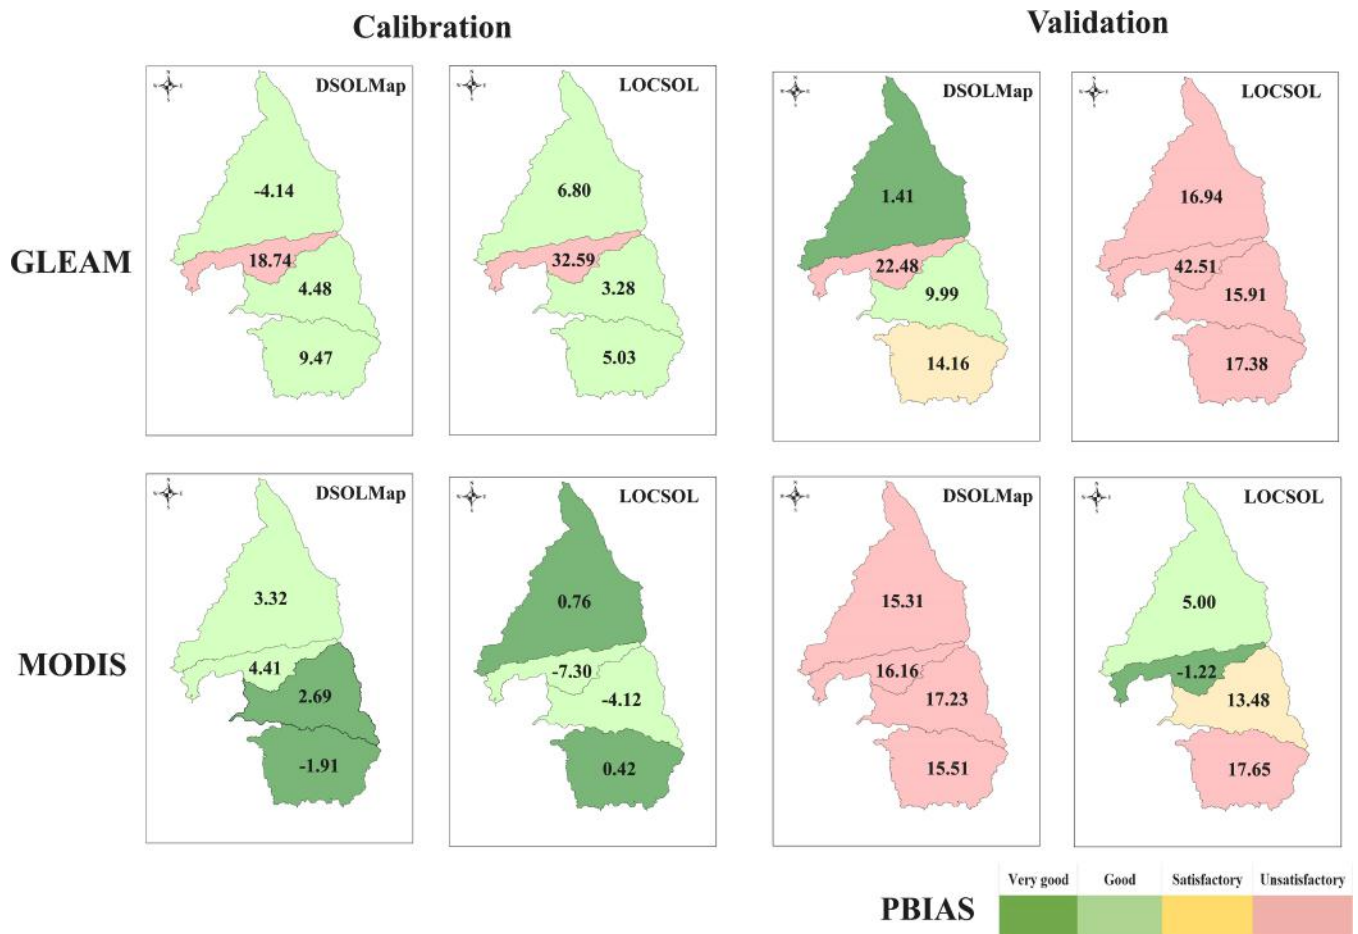 Calibration
Validation
GLEAM
DSOLMap
-4.14
18.74
4.48
9.47
LOCSOL
6.80
32.59
3.28
5.03
DSOLMap
1.41
22.48
9.99
14.16
LOCSOL
16.94
42.51
15.91
17.38
MODIS
DSOLMap
3.32
4.41
2.69
-1.91
LOCSOL
0.76
-7.30
-4.12
0.42
DSOLMap
15.31
16.16
17.23
15.51
LOCSOL
5.00
-1.22
13.48
17.65
PBIAS
Very good
Good
Satisfactory
Unsatisfactory